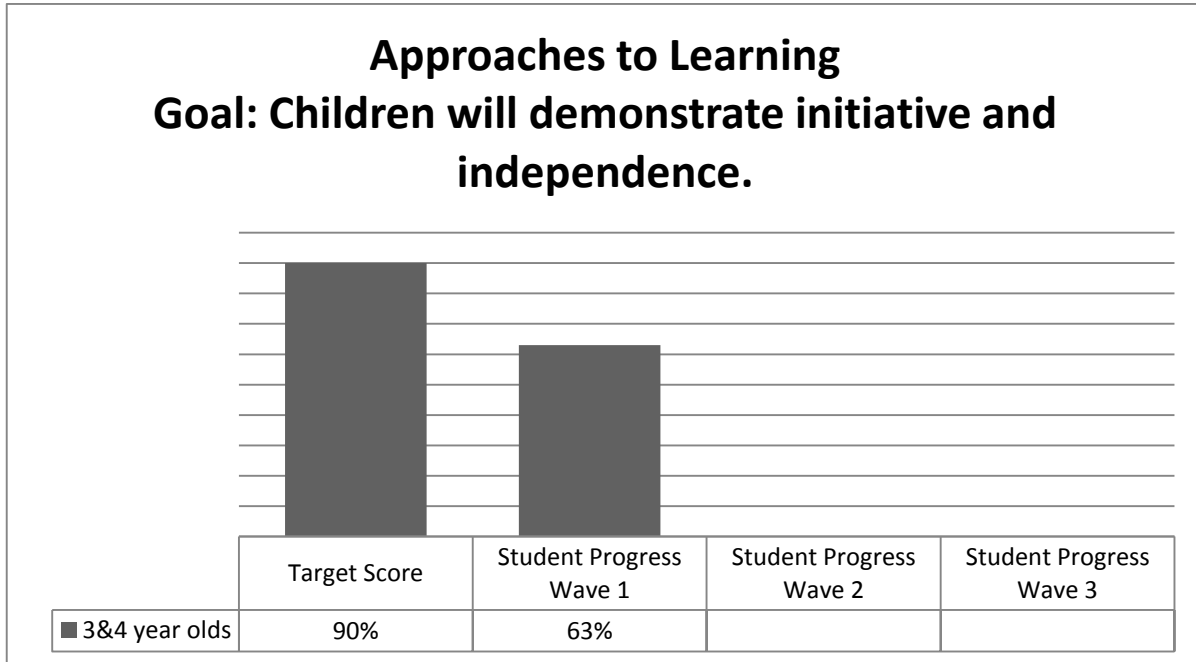 Approaches to Learning
Goal: Children will demonstrate initiative and
independence.
Target Score
Student Progress
Wave 1
Student Progress
Wave 2
Student Progress
Wave 3
3&4 year olds 90% 63%